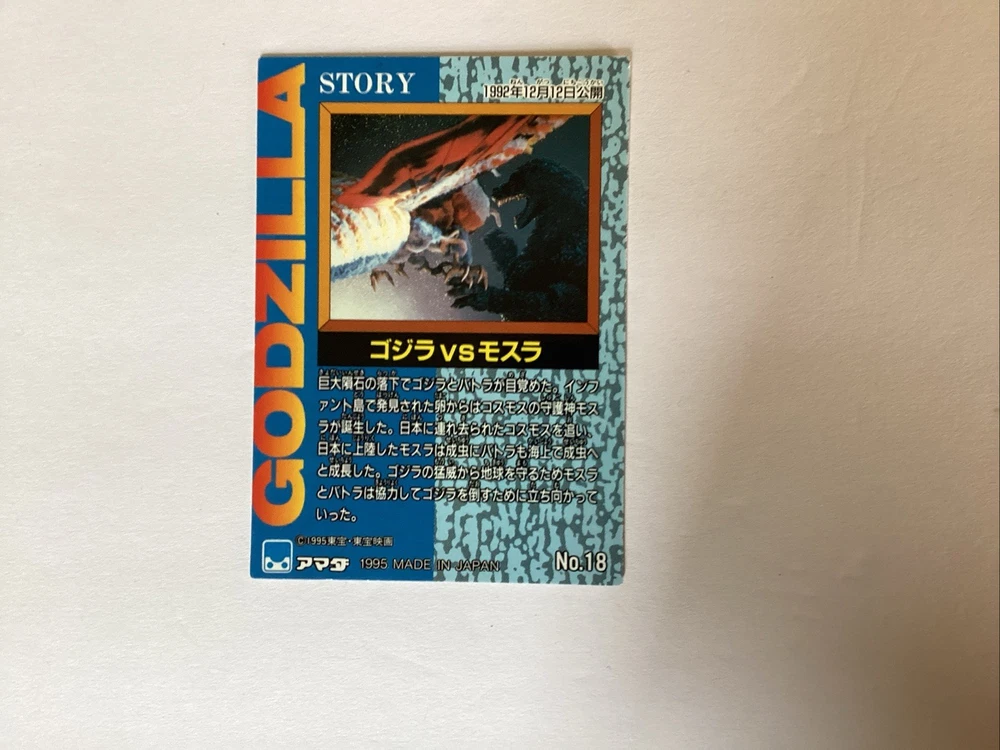 GODZILLA
STORY
1992年12月12日公開
ゴジラvsモスラ
巨大隕石の落下でゴジラとバトラが目覚めた。インフ
ァント島で発見された卵からはコスモスの守護神モス
ラが誕生した。日本に連れ去られたコスモスを追い、
日本に上陸したモスラは成虫にバトラも海上で成虫へ
と成長した。ゴジラの猛威から地球を守るためモスラ
とバトラは協力してゴジラを倒すために立ち向かって
いった。
©1995東宝・東宝映画
アマダ 1995 MADE IN JAPAN No.18